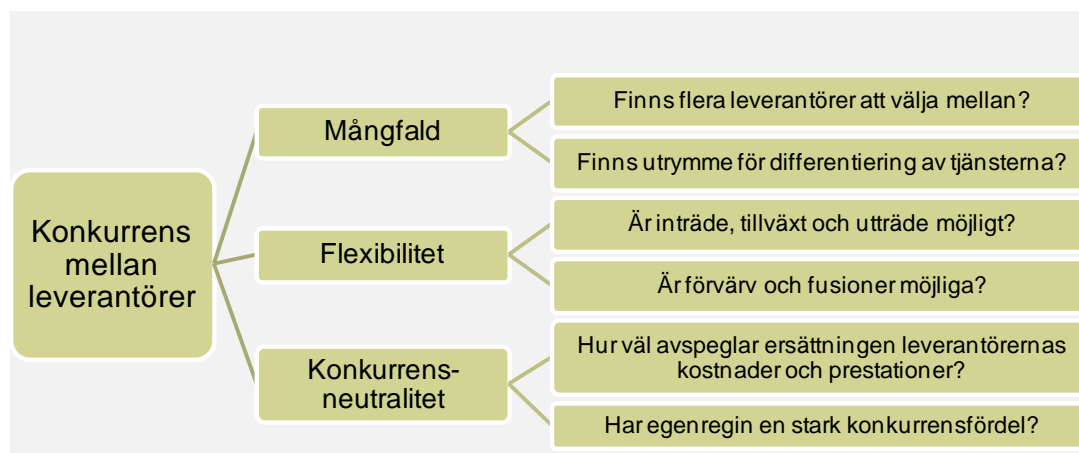 Konkurrens
mellan
leverantörer
Mångfald
Finns flera leverantörer att välja mellan?
Finns utrymme för differentiering av tjänsterna?
Flexibilitet
Är inträde, tillväxt och utträde möjligt?
Är förvärv och fusioner möjliga?
Konkurrens-
neutralitet
Hur väl avspeglar ersättningen leverantörernas
kostnader och prestationer?
Har egenregin en stark konkurrensfördel?